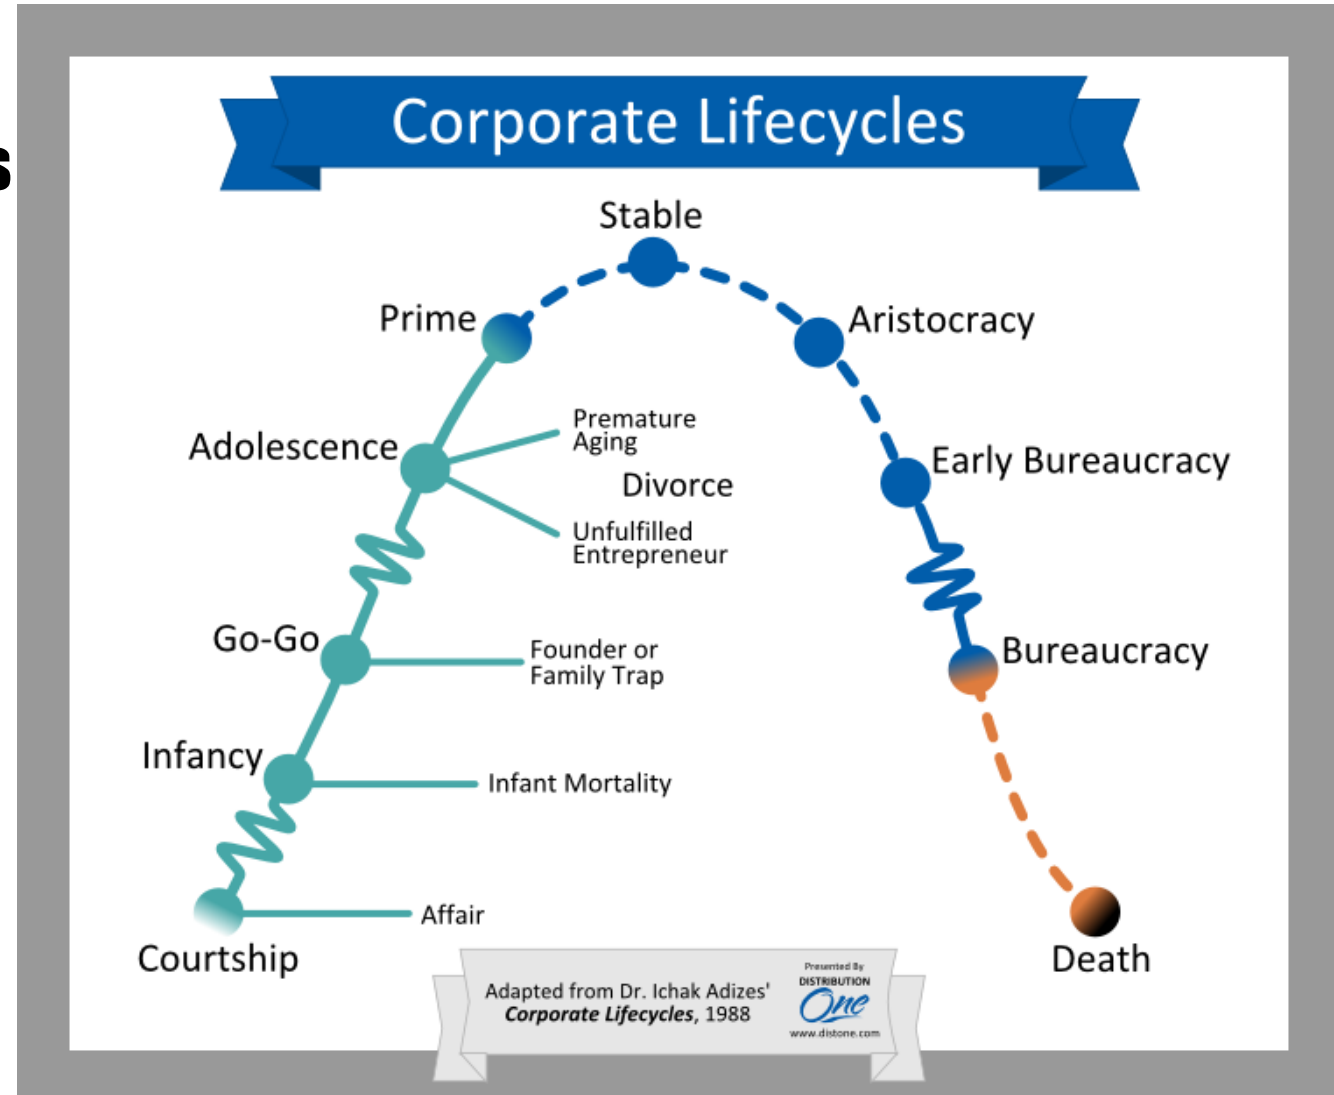 s
Corporate Lifecycles
Stable
Prime
Aristocracy
Adolescence
Premature
Aging
Early Bureaucracy
Divorce
Unfulfilled
Entrepreneur
Go-Go
Founder or
Family Trap
Bureaucracy
Infancy
Infant Mortality
Affair
Courtship
Death
Adapted from Dr. Ichak Adizes'
Corporate Lifecycles, 1988
Presented By
DISTRIBUTION
One
www.distone.com